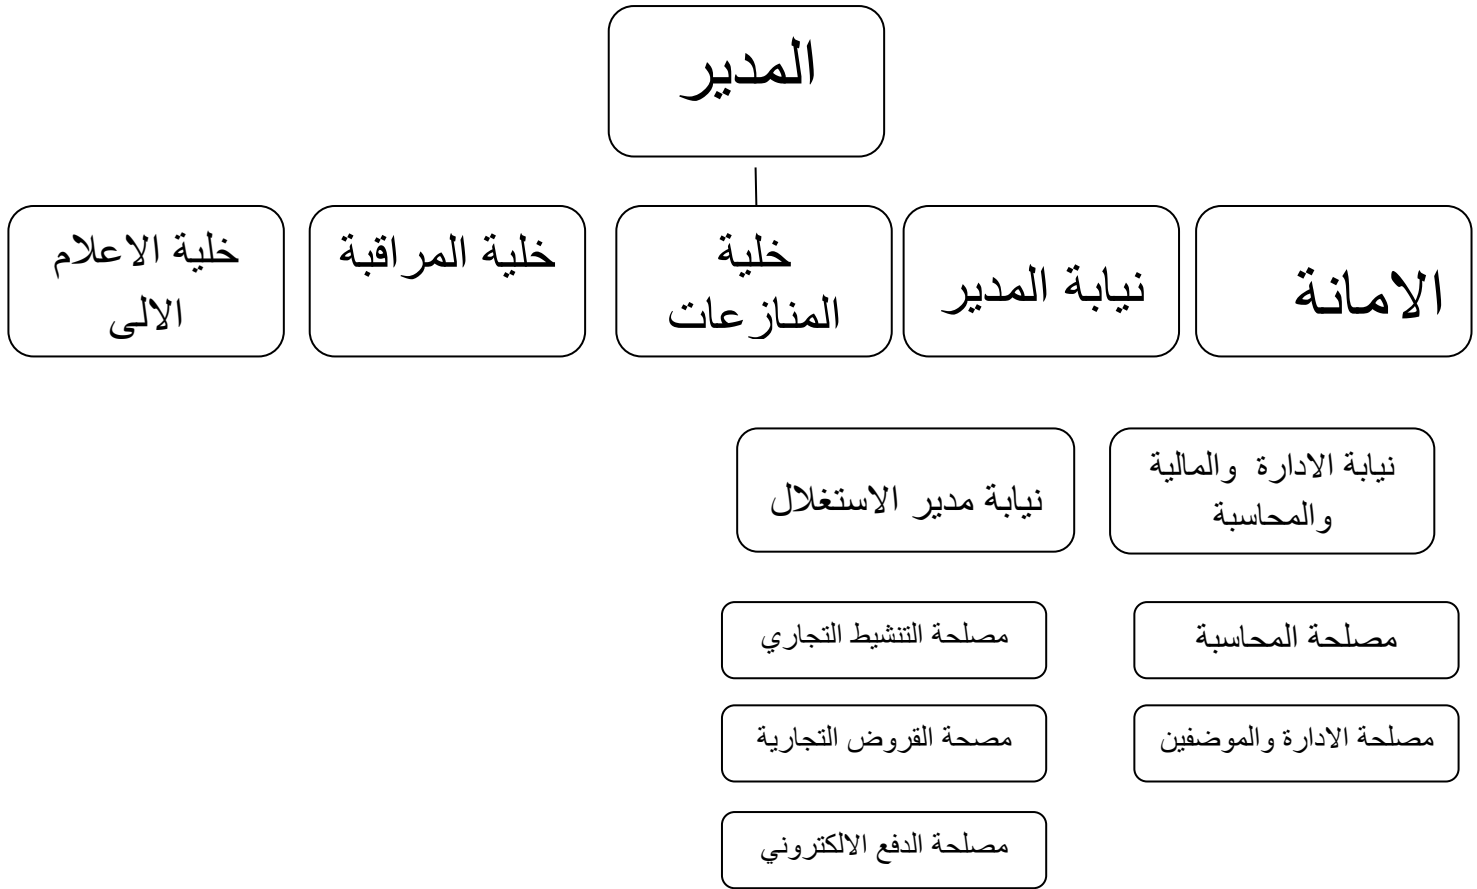 المدير
الامانة
نيابة المدير
خلية
المنازعات
خلية المراقبة
خلية الاعلام
الالى
نيابة الادارة والمالية
والمحاسبة
نيابة مدير الاستغلال
مصلحة المحاسبة
مصلحة التنشيط التجاري
مصلحة الادارة والموضفين
مصحة القروض التجارية
مصلحة الدفع الالكتروني